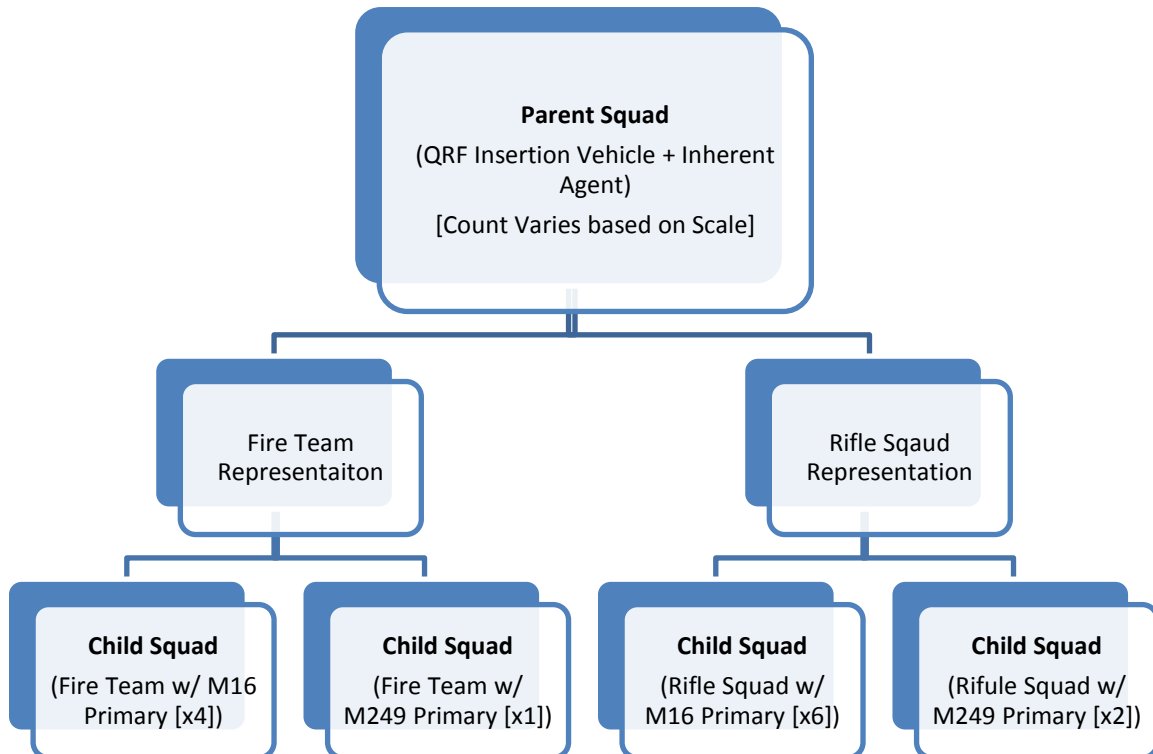 Parent Squad
(QRF Insertion Vehicle + Inherent
Agent)
[Count Varies based on Scale]
Fire Team
Representaiton
Rifle Sqaud
Representation
Child Squad
(Fire Team w/ M16
Primary [x4])
Child Squad
(Fire Team w/
M249 Primary [x1])
Child Squad
(Rifle Squad w/
M16 Primary [x6])
Child Squad
(Rifule Squad w/
M249 Primary [x2])